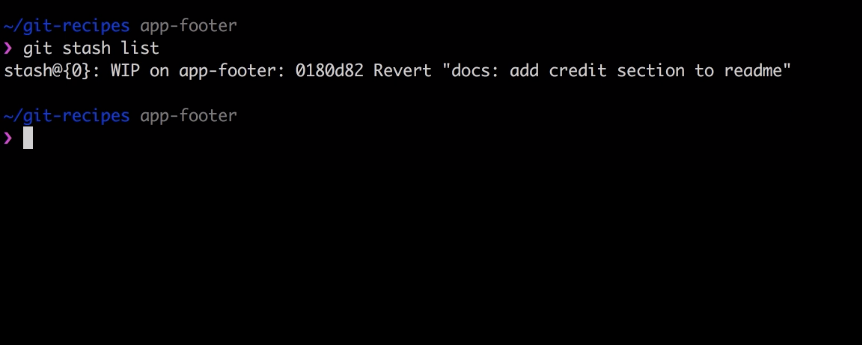 ~/git-recipes app-footer
❯ git stash list
stash@{0}: WIP on app-footer: 0180d82 Revert "docs: add credit section to readme"
~/git-recipes app-footer
❯